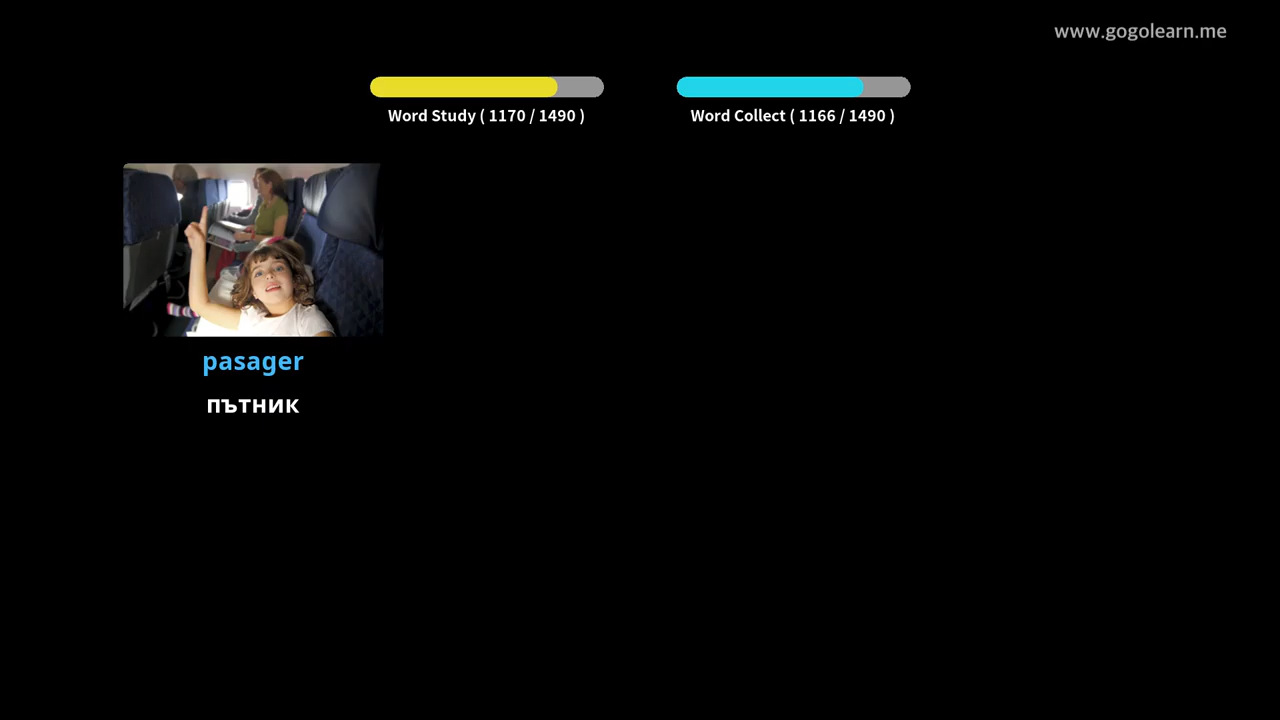 www.gogolearn.me
Word Study ( 1170 / 1490 )
Word Collect ( 1166 / 1490 )
pasager
пътник